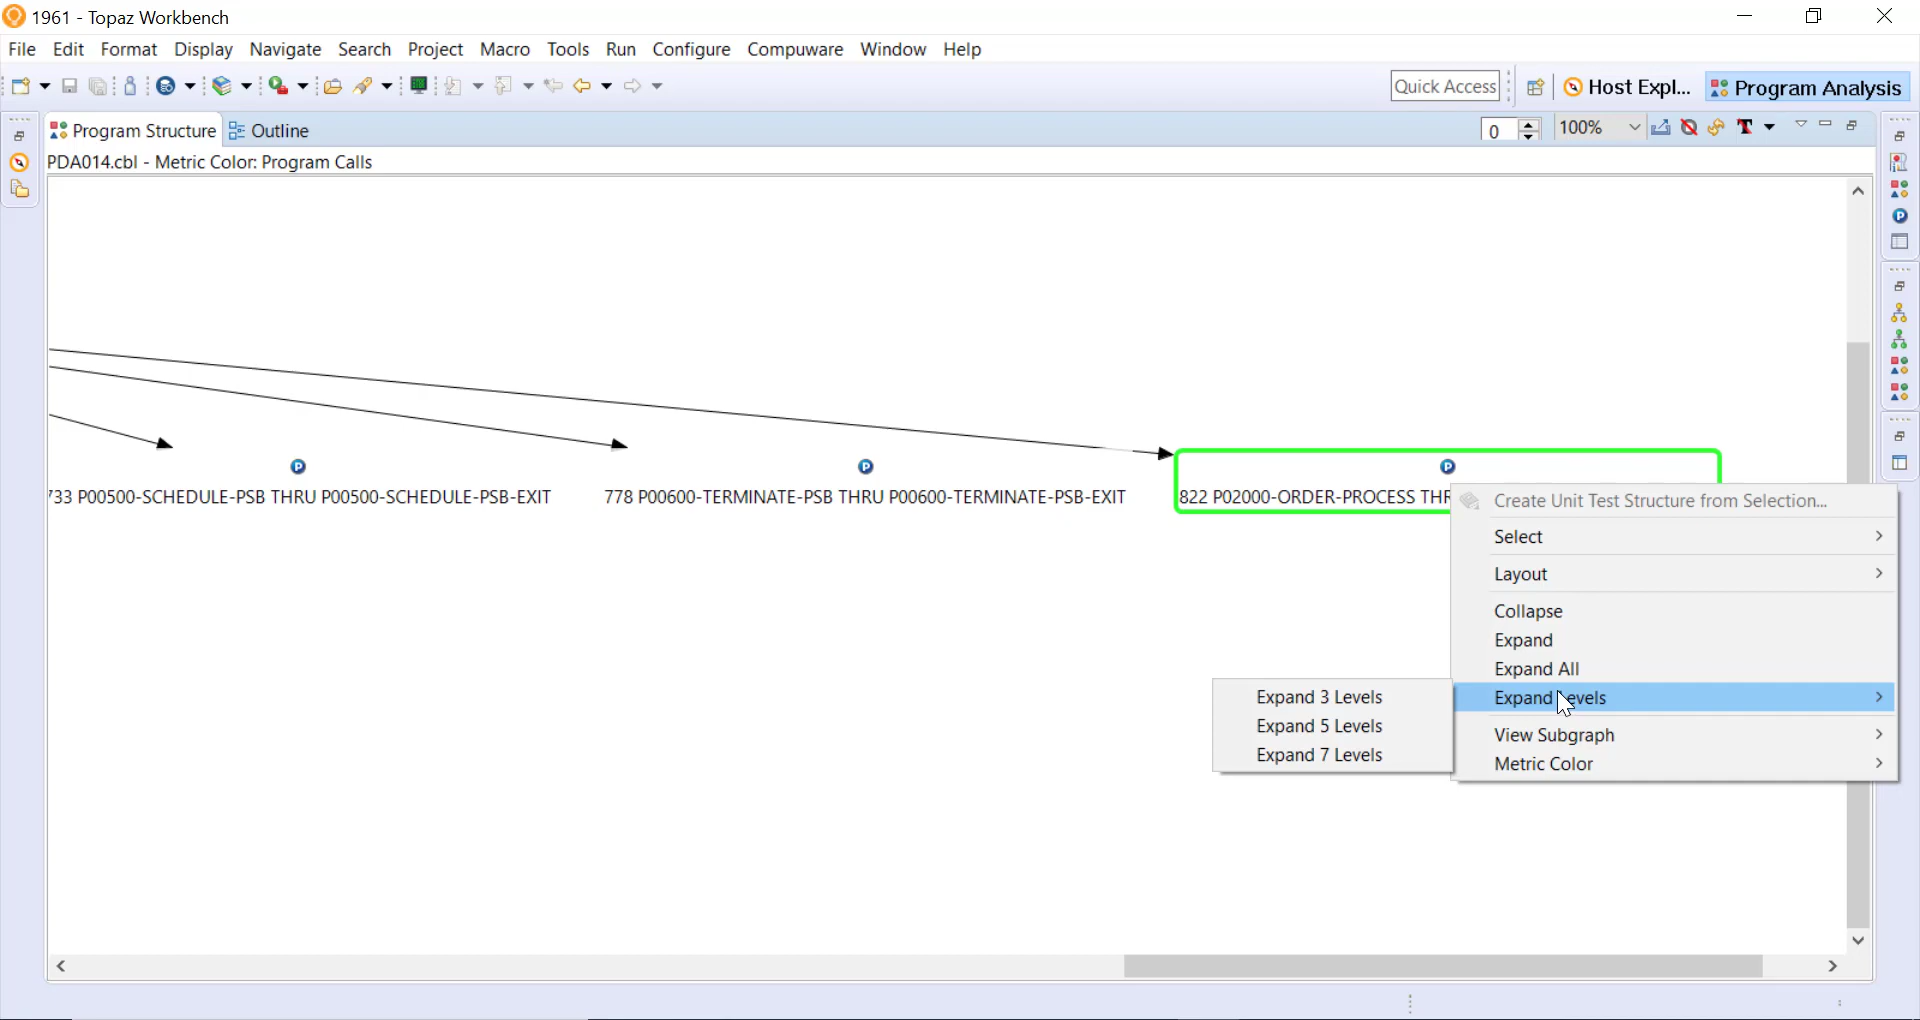 1961 - Topaz Workbench
File Edit Format Display Navigate Search Project Macro Tools Run Configure Compuware Window Help
Quick Access Host Expl... Program Analysis
Program Structure Outline 0 100%
PDA014.cbl - Metric Color: Program Calls
733 P00500-SCHEDULE-PSB THRU P00500-SCHEDULE-PSB-EXIT 778 P00600-TERMINATE-PSB THRU P00600-TERMINATE-PSB-EXIT 822 P02000-ORDER-PROCESS THR
Create Unit Test Structure from Selection...
Select
Layout
Collapse
Expand
Expand All
Expand Levels
View Subgraph
Metric Color
Expand 3 Levels
Expand 5 Levels
Expand 7 Levels